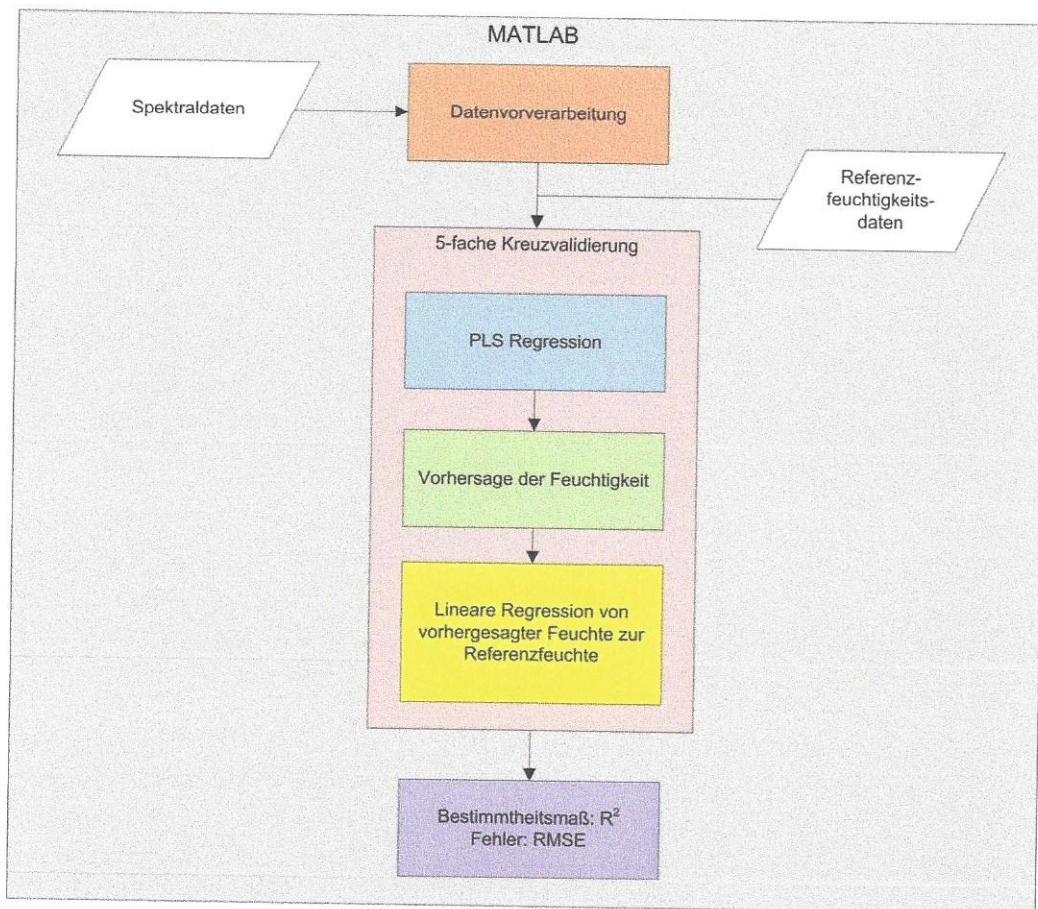 MATLAB
Spektraldaten
Datenvorverarbeitung
Referenz-
feuchtigkeits-
daten
5-fache Kreuzvalidierung
PLS Regression
Vorhersage der Feuchtigkeit
Lineare Regression von
vorhergesagter Feuchte zur
Referenzfeuchte
Bestimmtheitsmaß: R²
Fehler: RMSE